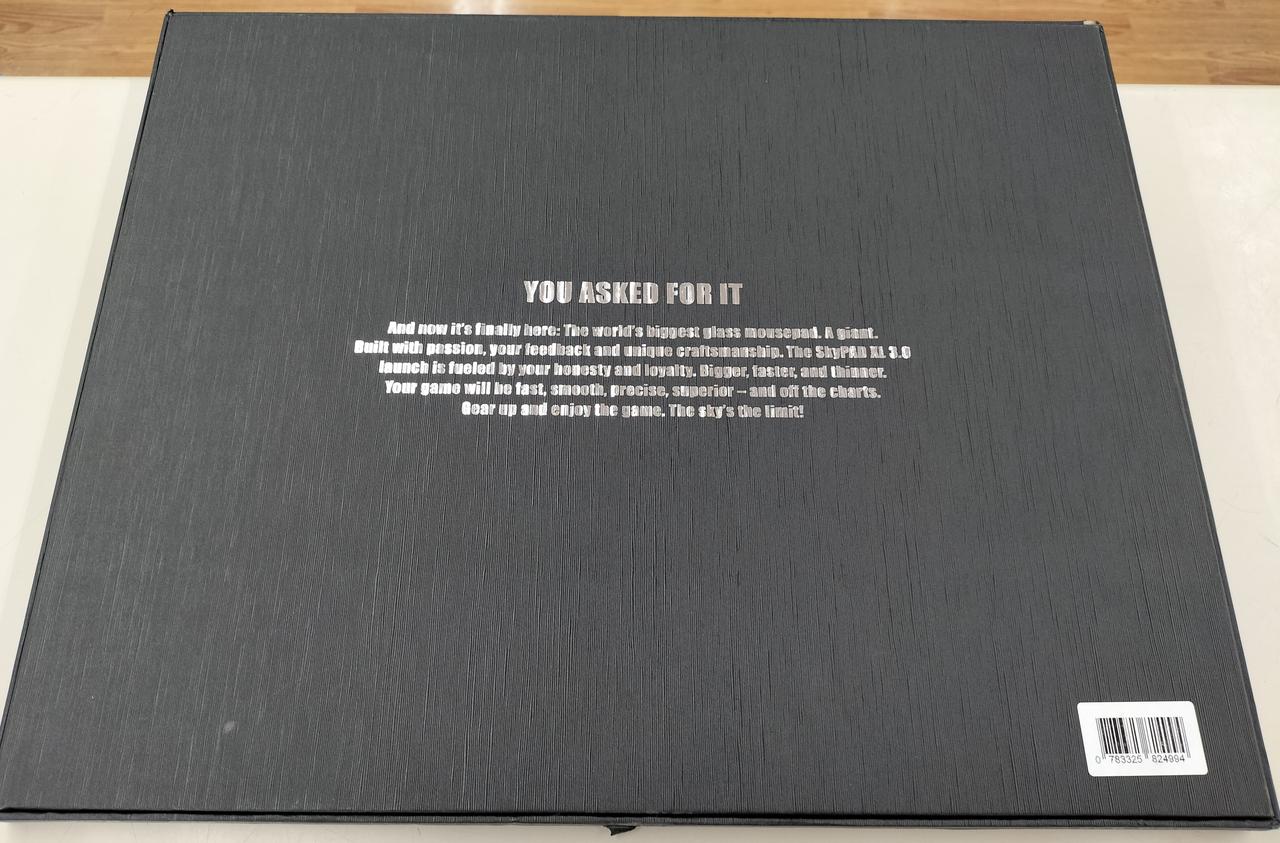 YOU ASKED FOR IT
And now it's finally here: The world's biggest glass mousepad. A giant.
Built with passion, your feedback and unique craftsmanship. The SkyPAD XL 3.0
launch is fueled by your honesty and loyalty. Bigger, faster, and thinner.
Your game will be fast, smooth, precise, superior – and off the charts.
Gear up and enjoy the game. The sky's the limit!
0 783325 824994